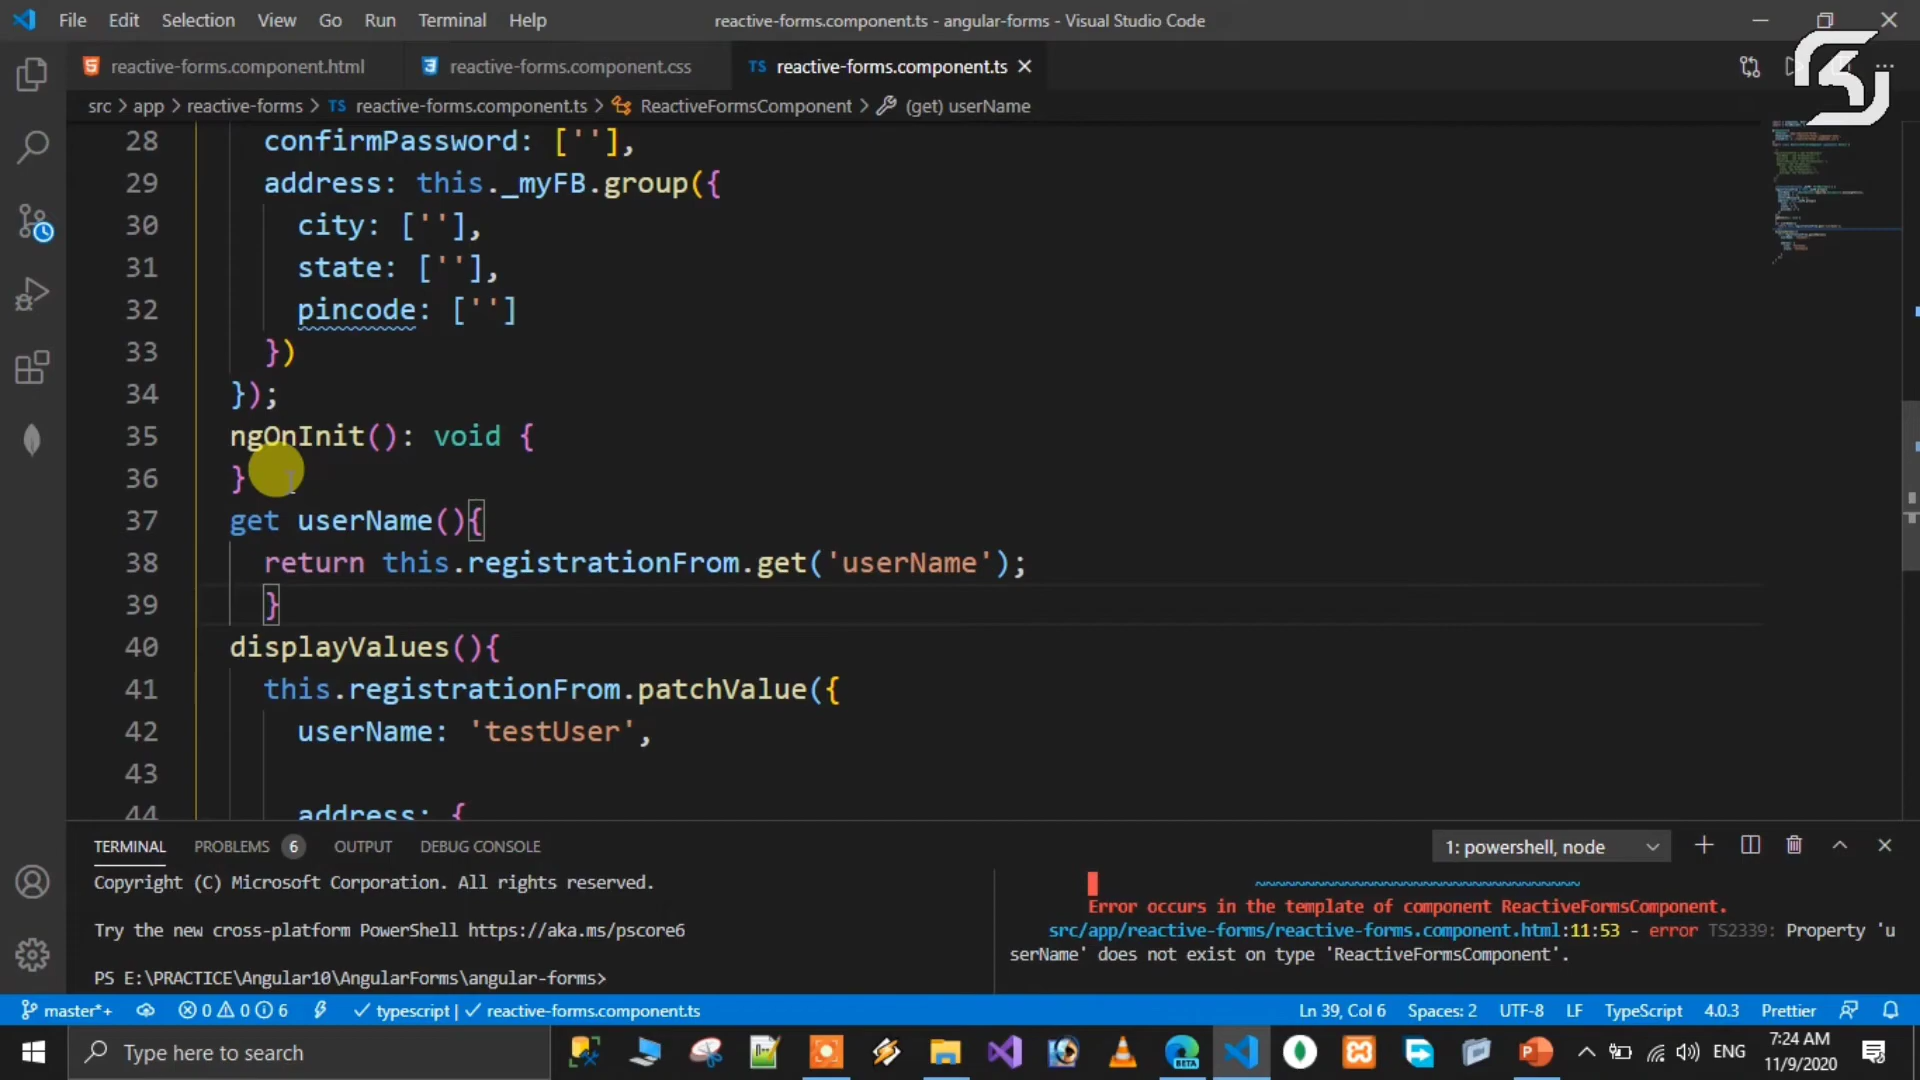 File Edit Selection View Go Run Terminal Help
reactive-forms.component.ts - angular-forms - Visual Studio Code
reactive-forms.component.html
reactive-forms.component.css
TS reactive-forms.component.ts
src > app > reactive-forms > TS reactive-forms.component.ts > ReactiveFormsComponent > (get) userName
28 confirmPassword: [''],
29 address: this._myFB.group({
30 city: [''],
31 state: [''],
32 pincode: ['']
33 })
34 });
35 ngOnInit(): void {
36 }
37 get userName(){
38 return this.registrationFrom.get('userName');
39 }
40 displayValues(){
41 this.registrationFrom.patchValue({
42 userName: 'testUser',
43
44 address: {
TERMINAL PROBLEMS 6 OUTPUT DEBUG CONSOLE
1: powershell, node
Copyright (C) Microsoft Corporation. All rights reserved.
Try the new cross-platform PowerShell https://aka.ms/pscore6
PS E:\PRACTICE\Angular10\AngularForms\angular-forms>
~~~~~~~~~~~~~~~~~~~~~~~~~~~~~~~~~~
Error occurs in the template of component ReactiveFormsComponent.
src/app/reactive-forms/reactive-forms.component.html:11:53 - error TS2339: Property 'u
serName' does not exist on type 'ReactiveFormsComponent'.
master*+ 0 0 6 typescript | reactive-forms.component.ts
Ln 39, Col 6 Spaces: 2 UTF-8 LF TypeScript 4.0.3 Prettier
Type here to search
BETA
ENG
7:24 AM
11/9/2020